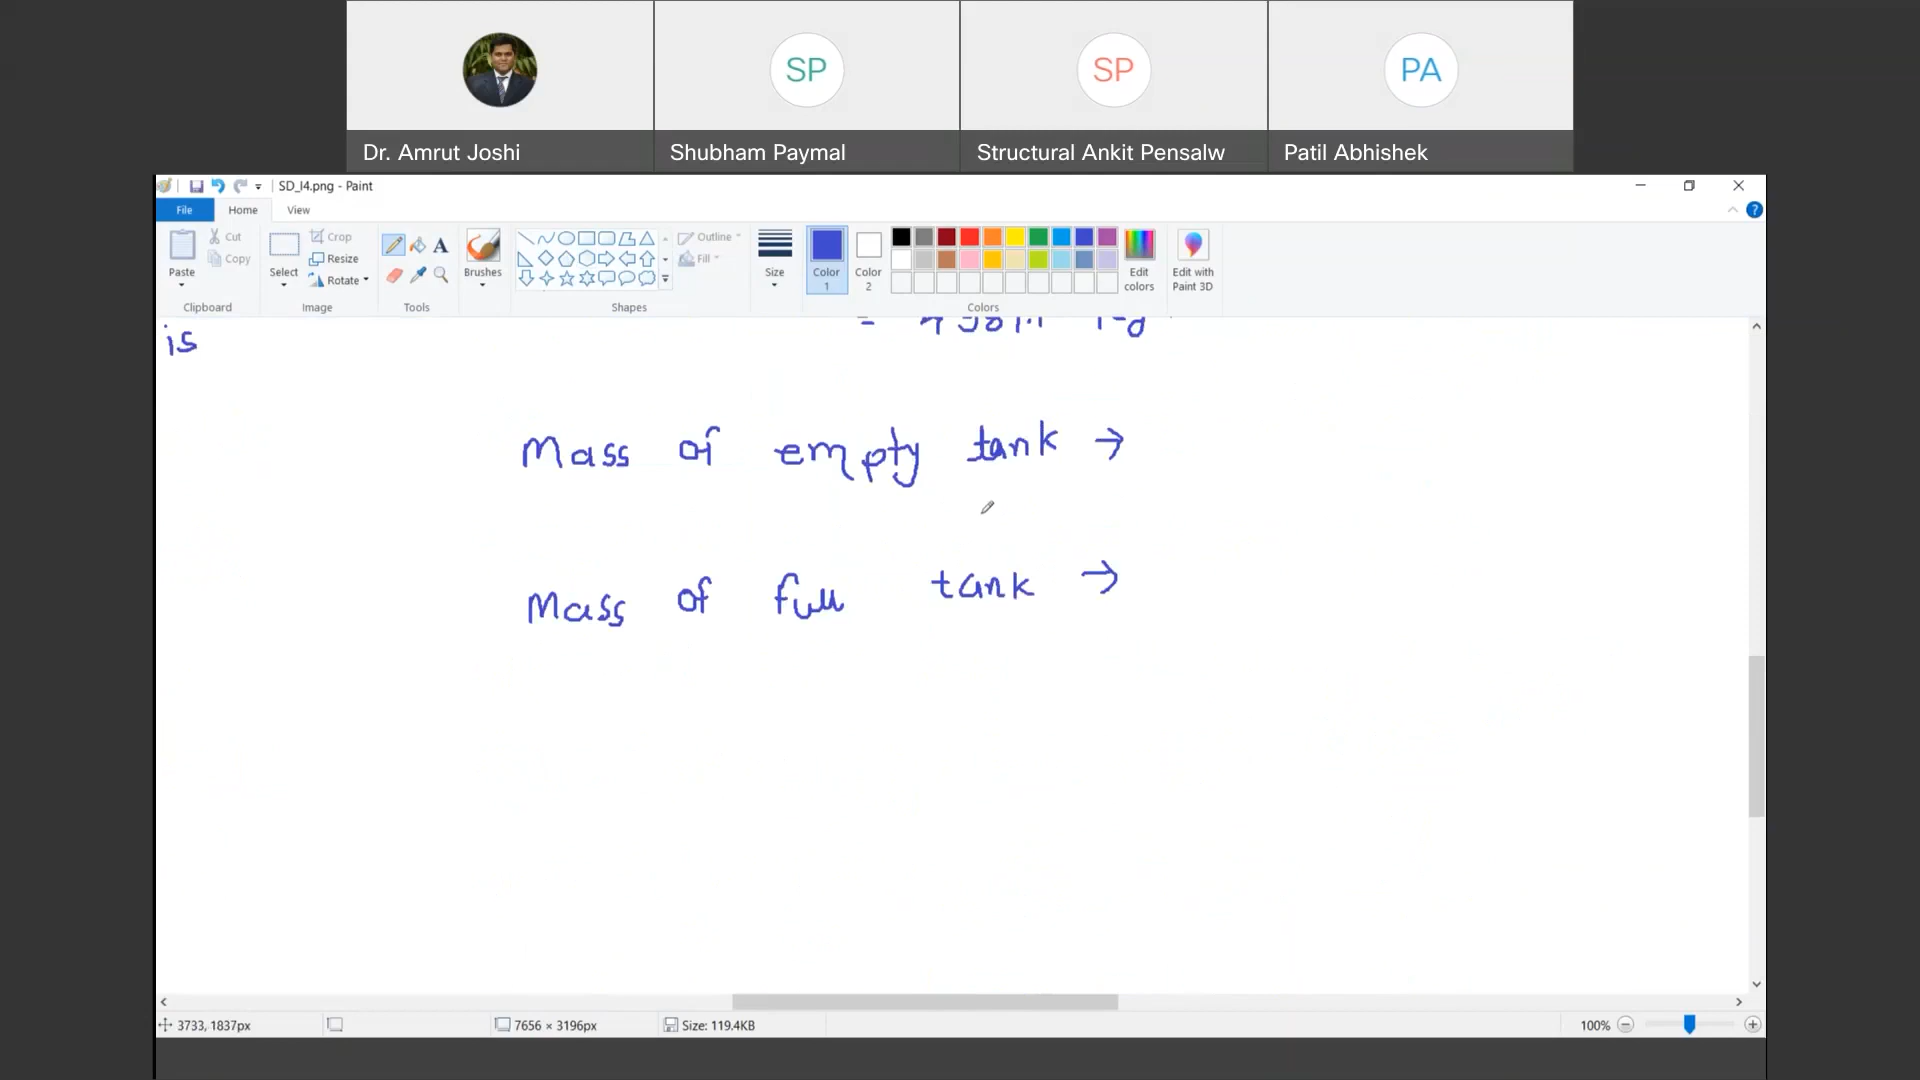 SP
SP
PA
Dr. Amrut Joshi
Shubham Paymal
Structural Ankit Pensalw
Patil Abhishek
SD_l4.png - Paint
File
Home
View
Paste
Cut
Copy
Clipboard
Select
Crop
Resize
Rotate
Image
A
Tools
Brushes
Outline
Fill
Shapes
Size
Color
1
Color
2
Edit
colors
Colors
Edit with
Paint 3D
is
Mass of empty tank →
Mass of full tank →
3733, 1837px
7656 × 3196px
Size: 119.4KB
100%